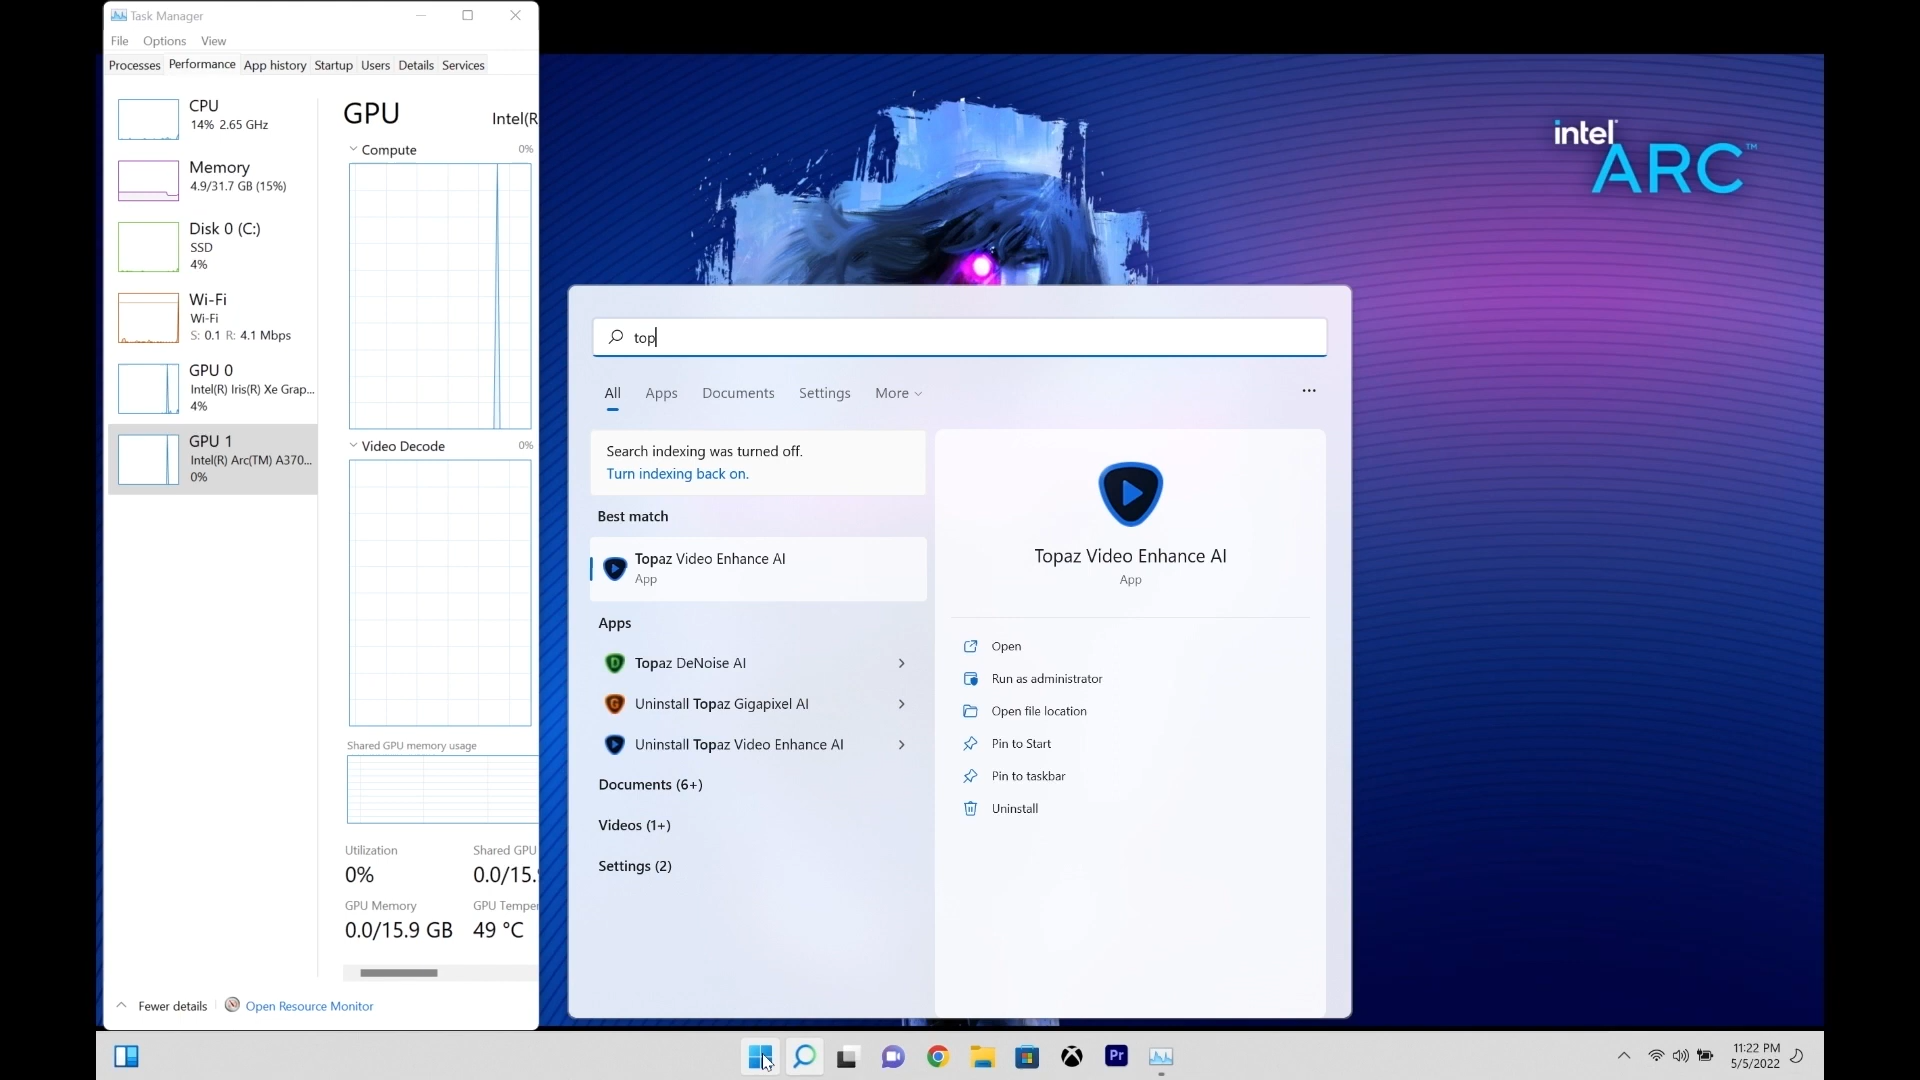 Task Manager
File Options View
Processes Performance App history Startup Users Details Services
CPU
14% 2.65 GHz
Memory
4.9/31.7 GB (15%)
Disk 0 (C:)
SSD
4%
Wi-Fi
Wi-Fi
S: 0.1 R: 4.1 Mbps
GPU 0
Intel(R) Iris(R) Xe Grap...
4%
GPU 1
Intel(R) Arc(TM) A370...
0%
GPU Intel(R
Compute 0%
Video Decode 0%
Shared GPU memory usage
Utilization Shared GPU
0% 0.0/15.
GPU Memory GPU Temper
0.0/15.9 GB 49 °C
Fewer details Open Resource Monitor
intel
ARC™
top
All Apps Documents Settings More ...
Search indexing was turned off.
Turn indexing back on.
Best match
Topaz Video Enhance AI
App
Apps
Topaz DeNoise AI
Uninstall Topaz Gigapixel AI
Uninstall Topaz Video Enhance AI
Documents (6+)
Videos (1+)
Settings (2)
Topaz Video Enhance AI
App
Open
Run as administrator
Open file location
Pin to Start
Pin to taskbar
Uninstall
Pr
11:22 PM
5/5/2022